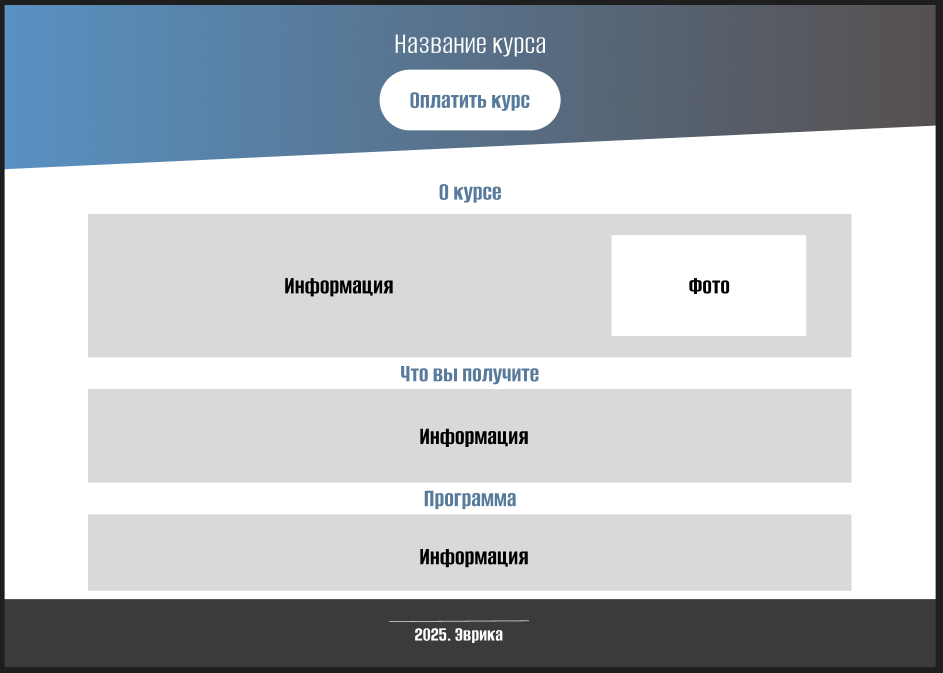 Название курса
Оплатить курс
О курсе
Информация
Фото
Что вы получите
Информация
Программа
Информация
2025. Эврика